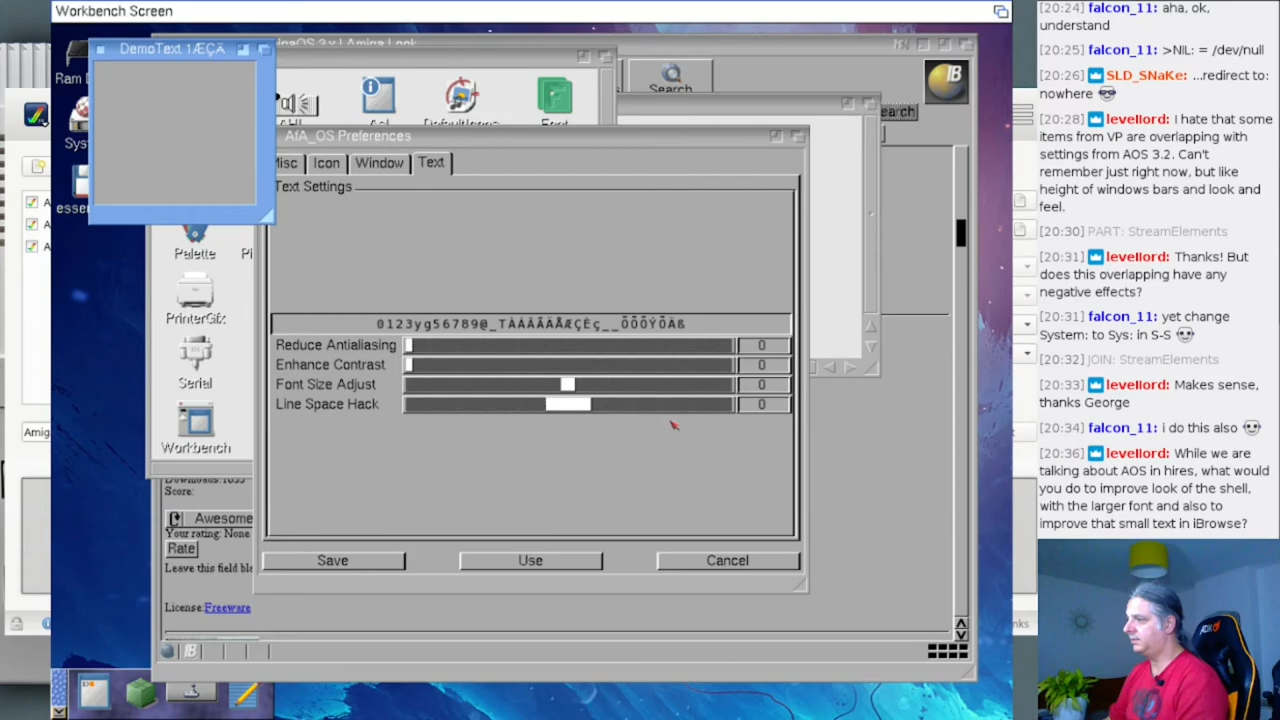 Workbench Screen
DemoText 1ÆÇÄ
3.x | Amiga Look
Ram
Search
earch
AfA_OS Preferences
Misc
Icon
Window
Text
Text Settings
Palette
PrinterGfx
Serial
Workbench
0123yg56789@_TÀÁÂÃÄÅÆÇÈç__ÕÖÕÝÕÄß
Reduce Antialiasing
0
Enhance Contrast
0
Font Size Adjust
0
Line Space Hack
0
Save
Use
Cancel
Score:
Awesome
Your rating: None
Rate
Leave this field bla
License:Freeware
[20:24] falcon_11: aha, ok,
understand
[20:25] falcon_11: >NIL: = /dev/null
[20:26] SLD_SNaKe: ...redirect to:
nowhere
[20:28] levellord: I hate that some
items from VP are overlapping with
settings from AOS 3.2. Can't
remember just right now, but like
height of windows bars and look and
feel.
[20:30] PART: StreamElements
[20:31] levellord: Thanks! But
does this overlapping have any
negative effects?
[20:31] falcon_11: yet change
System: to Sys: in S-S
[20:32] JOIN: StreamElements
[20:33] levellord: Makes sense,
thanks George
[20:34] falcon_11: i do this also
[20:36] levellord: While we are
talking about AOS in hires, what would
you do to improve look of the shell,
with the larger font and also to
improve that small text in iBrowse?